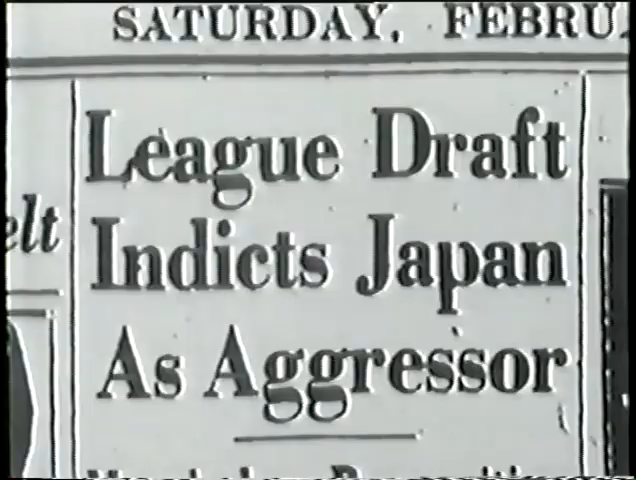 SATURDAY, FEBRU
League Draft
elt
Indicts Japan
As Aggressor